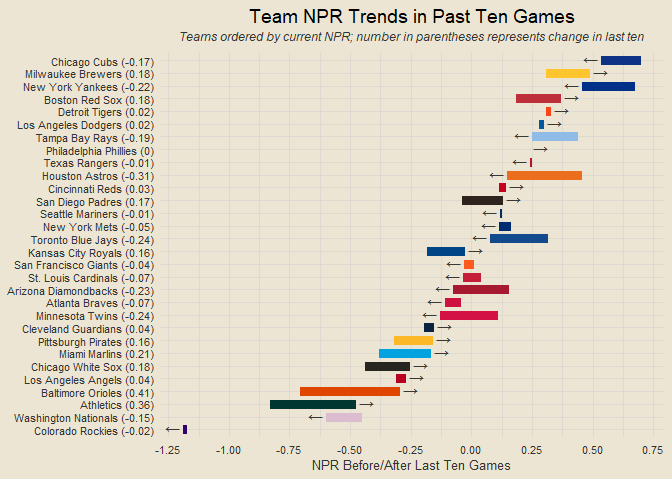 Team NPR Trends in Past Ten Games
Teams ordered by current NPR; number in parentheses represents change in last ten
Chicago Cubs (-0.17)
Milwaukee Brewers (0.18)
New York Yankees (-0.22)
Boston Red Sox (0.18)
Detroit Tigers (0.02)
Los Angeles Dodgers (0.02)
Tampa Bay Rays (-0.19)
Philadelphia Phillies (0)
Texas Rangers (-0.01)
Houston Astros (-0.31)
Cincinnati Reds (0.03)
San Diego Padres (0.17)
Seattle Mariners (-0.01)
New York Mets (-0.05)
Toronto Blue Jays (-0.24)
Kansas City Royals (0.16)
San Francisco Giants (-0.04)
St. Louis Cardinals (-0.07)
Arizona Diamondbacks (-0.23)
Atlanta Braves (-0.07)
Minnesota Twins (-0.24)
Cleveland Guardians (0.04)
Pittsburgh Pirates (0.16)
Miami Marlins (0.21)
Chicago White Sox (0.18)
Los Angeles Angels (0.04)
Baltimore Orioles (0.41)
Athletics (0.36)
Washington Nationals (-0.15)
Colorado Rockies (-0.02)
-1.25 -1.00 -0.75 -0.50 -0.25 0.00 0.25 0.50 0.75
NPR Before/After Last Ten Games